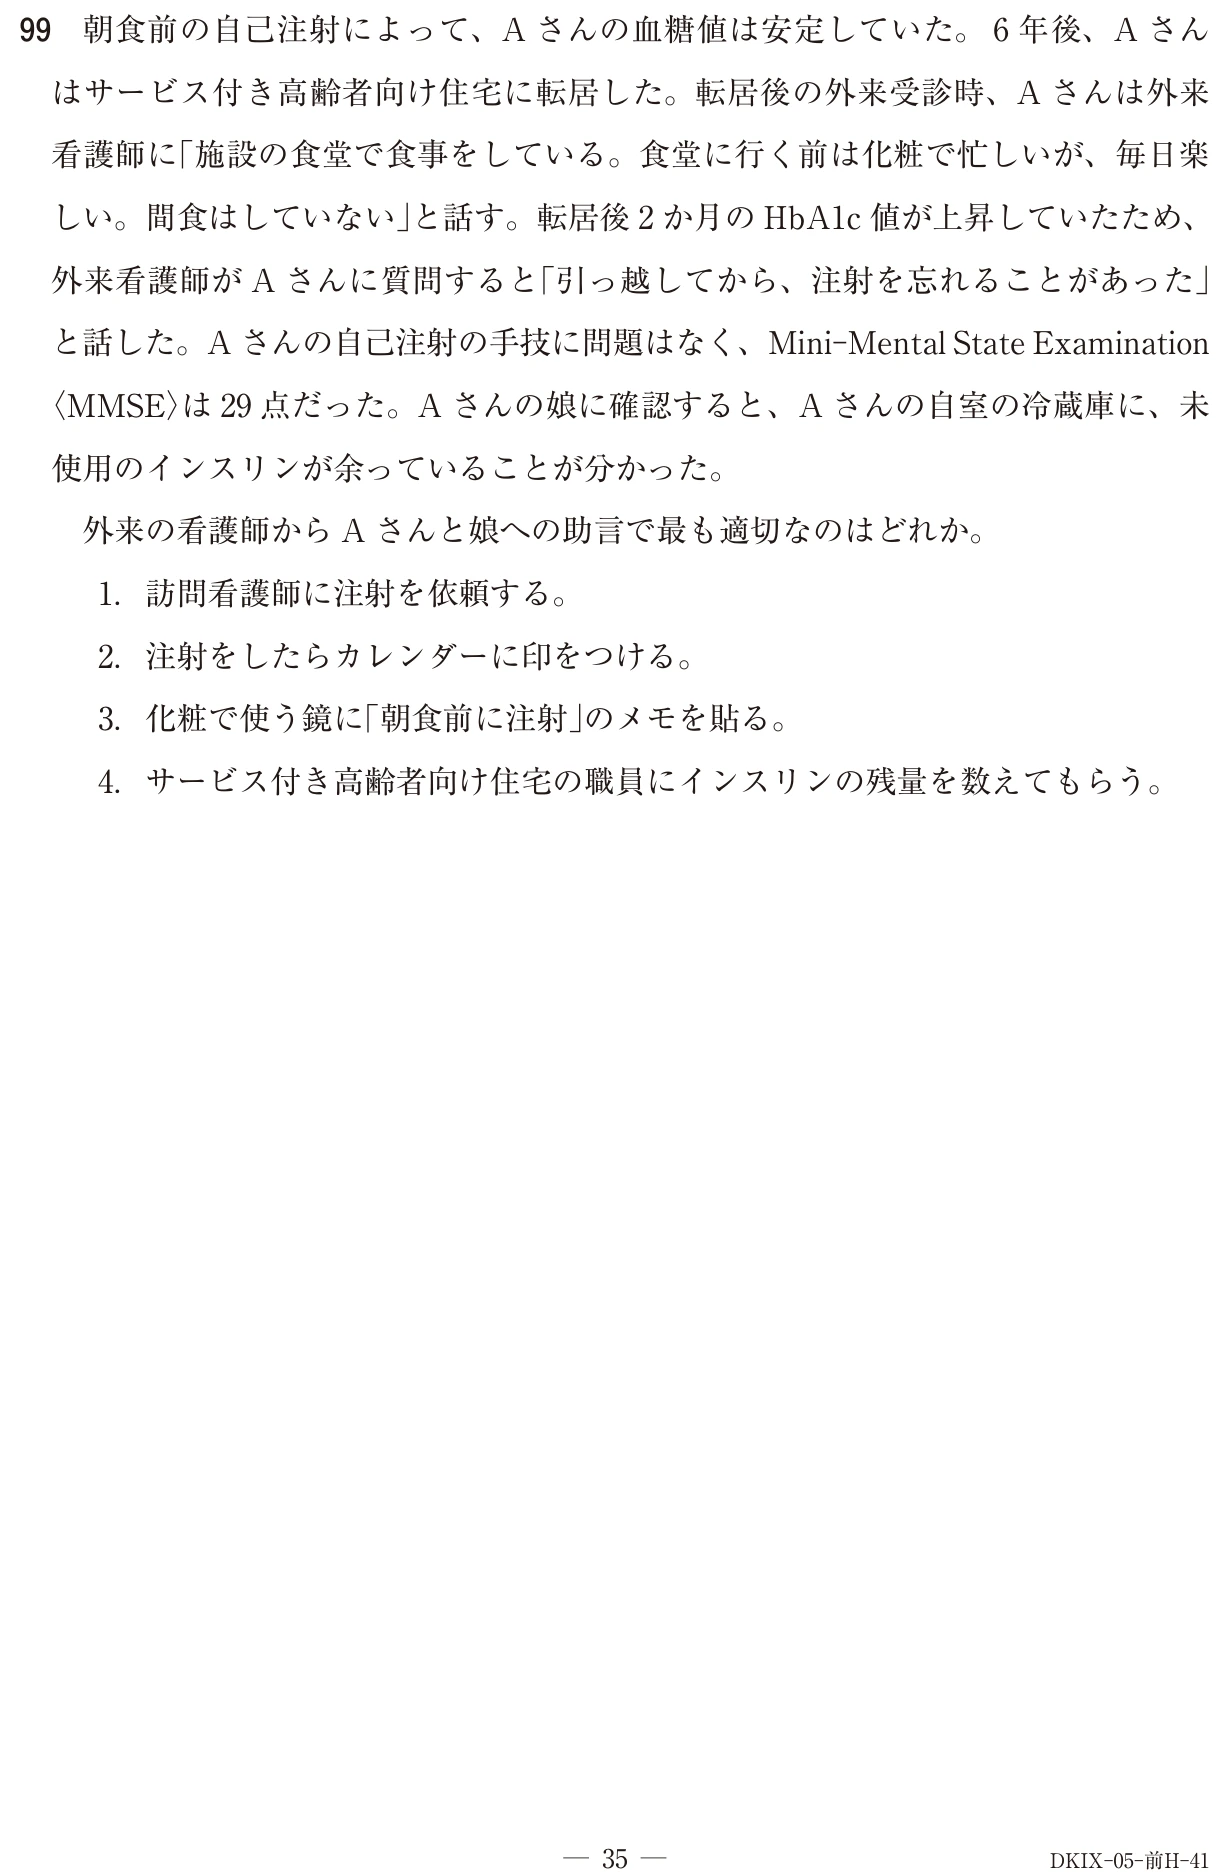 99 朝食前の自己注射によって、A さんの血糖値は安定していた。6 年後、A さん
はサービス付き高齢者向け住宅に転居した。転居後の外来受診時、A さんは外来
看護師に「施設の食堂で食事をしている。食堂に行く前は化粧で忙しいが、毎日楽
しい。間食はしていない」と話す。転居後 2 か月の HbA1c 値が上昇していたため、
外来看護師が A さんに質問すると「引っ越してから、注射を忘れることがあった」
と話した。A さんの自己注射の手技に問題はなく、Mini-Mental State Examination
〈MMSE〉は 29 点だった。A さんの娘に確認すると、A さんの自室の冷蔵庫に、未
使用のインスリンが余っていることが分かった。
外来の看護師から A さんと娘への助言で最も適切なのはどれか。
1. 訪問看護師に注射を依頼する。
2. 注射をしたらカレンダーに印をつける。
3. 化粧で使う鏡に「朝食前に注射」のメモを貼る。
4. サービス付き高齢者向け住宅の職員にインスリンの残量を数えてもらう。
— 35 —
DKIX-05-前H-41